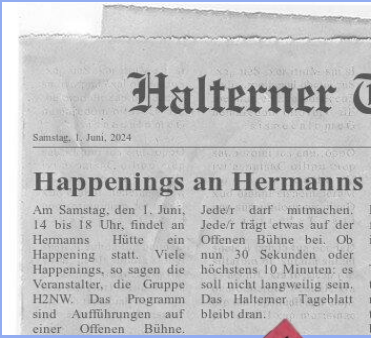 Halterner
Samstag, 1. Juni, 2024
Happenings an Hermanns
Am Samstag, den 1. Juni,
14 bis 18 Uhr, findet an
Hermanns Hütte ein
Happening statt. Viele
Happenings, so sagen die
Veranstalter, die Gruppe
H2NW. Das Programm
sind Aufführungen auf
einer Offenen Bühne.
Jede/r darf mitmachen.
Jede/r trägt etwas auf der
Offenen Bühne bei. Ob
nun 30 Sekunden oder
höchstens 10 Minuten: es
soll nicht langweilig sein.
Das Halterner Tageblatt
bleibt dran.